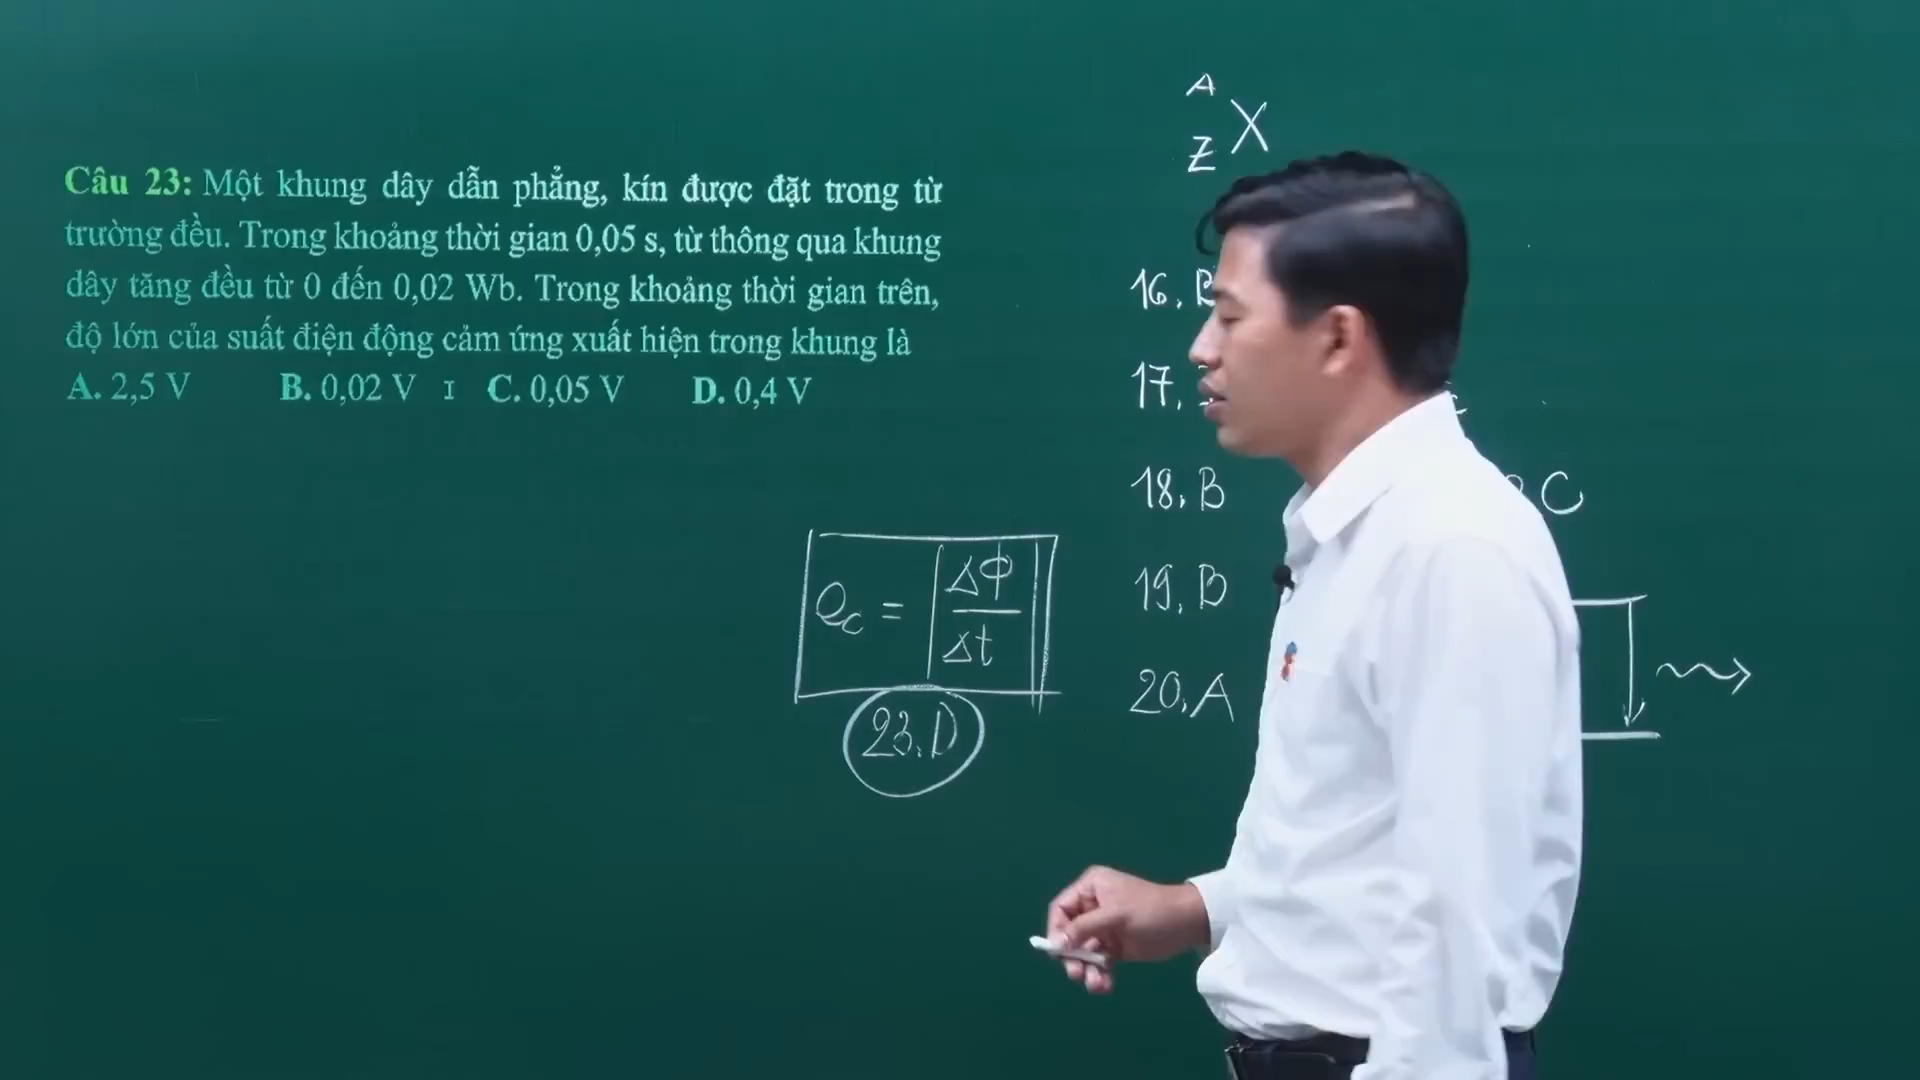 Câu 23: Một khung dây dẫn phẳng, kín được đặt trong từ
trường đều. Trong khoảng thời gian 0,05 s, từ thông qua khung
dây tăng đều từ 0 đến 0,02 Wb. Trong khoảng thời gian trên,
độ lớn của suất điện động cảm ứng xuất hiện trong khung là
A. 2,5 V B. 0,02 V C. 0,05 V D. 0,4 V
A
Z X
16. B
17.
18. B
C
19. B
20. A
e_c = |ΔΦ/Δt|
23. D